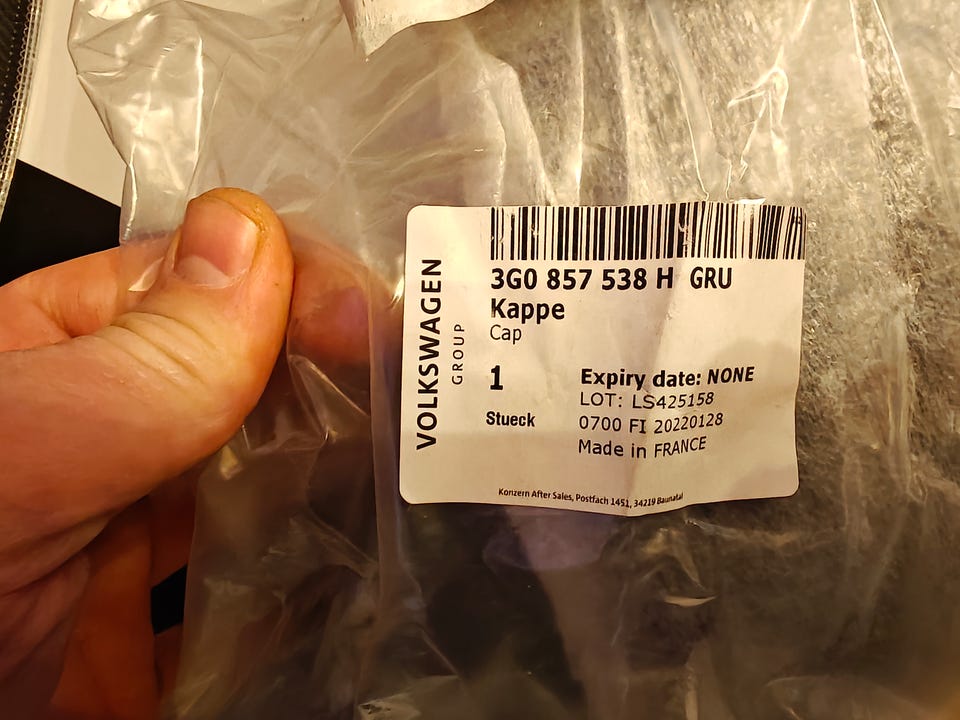 VOLKSWAGEN
GROUP
3G0 857 538 H GRU
Kappe
Cap
1
Stueck
Expiry date: NONE
LOT: LS425158
0700 FI 20220128
Made in FRANCE
Konzern After Sales, Postfach 1451, 34219 Baunatal